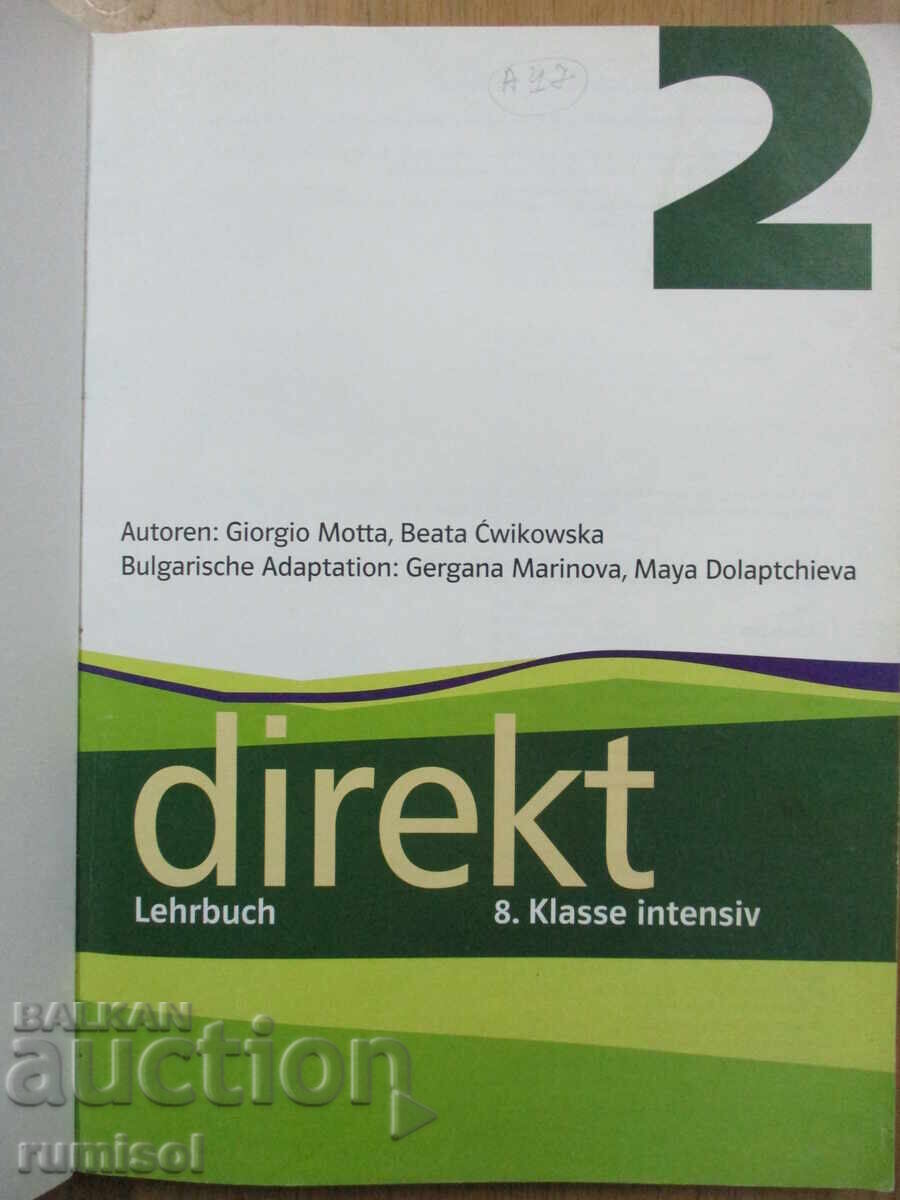 2
Autoren: Giorgio Motta, Beata Ćwikowska
Bulgarische Adaptation: Gergana Marinova, Maya Dolaptchieva
direkt
Lehrbuch 8. Klasse intensiv
BALKAN
auction
rumisol